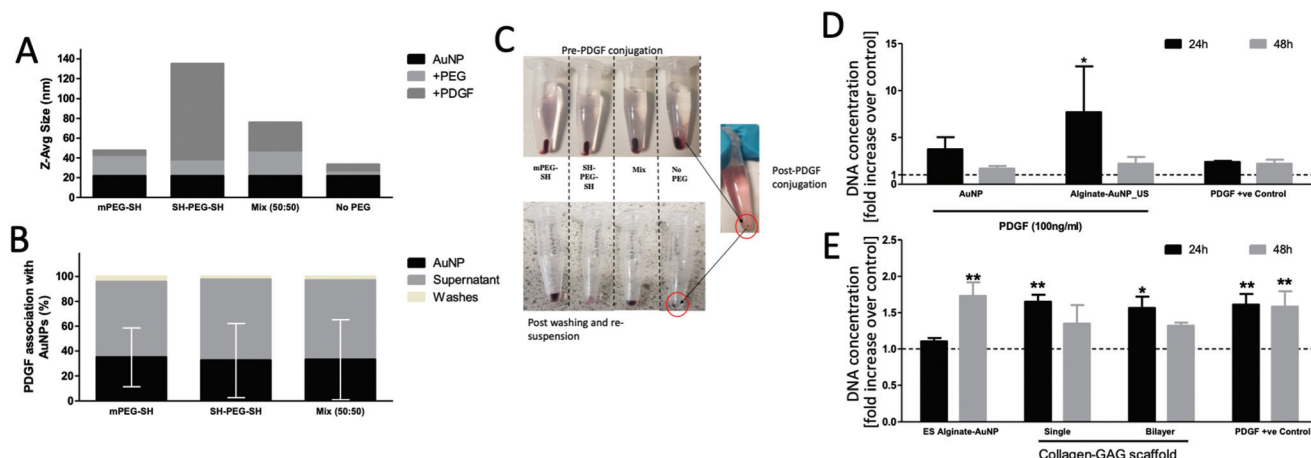 A
Z-Avg Size (nm)
140
120
100
80
60
40
20
0
AuNP
+PEG
+PDGF
mPEG-SH
SH-PEG-SH
Mix (50:50)
No PEG
B
PDGF association with
AuNPs (%)
100
80
60
40
20
0
AuNP
Supernatant
Washes
mPEG-SH
SH-PEG-SH
Mix (50:50)
C
Pre-PDGF conjugation
mPEG-
SH
SH-
PEG-
SH
Mix
No
PEG
Post-PDGF
conjugation
Post washing and re-
suspension
D
DNA concentration
[fold increase over control]
15
10
5
1
0
24h
48h
*
AuNP
Alginate-AuNP_US
PDGF +ve Control
PDGF (100ng/ml)
E
DNA concentration
[fold increase over control]
2.5
2.0
1.5
1.0
0.5
0.0
24h
48h
**
**
*
**
**
ES Alginate-AuNP
Single
Bilayer
PDGF +ve Control
Collagen-GAG scaffold